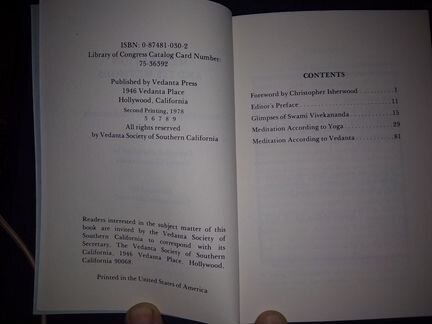 ISBN: 0-87481-030-2
Library of Congress Catalog Card Number:
75-36392
Published by Vedanta Press
1946 Vedanta Place
Hollywood, California
Second Printing, 1978
5 6 7 8 9
All rights reserved
by Vedanta Society of Southern California
Readers interested in the subject matter of this
book are invited by the Vedanta Society of
Southern California to correspond with its
Secretary, The Vedanta Society of Southern
California, 1946 Vedanta Place, Hollywood,
California 90068.
Printed in the United States of America
CONTENTS
Foreword by Christopher Isherwood . . . . . . . . . . 1
Editor's Preface . . . . . . . . . . . . . . . . . . . . . . . 11
Glimpses of Swami Vivekananda . . . . . . . . . . . 15
Meditation According to Yoga . . . . . . . . . . . . . 29
Meditation According to Vedanta . . . . . . . . . . . 81